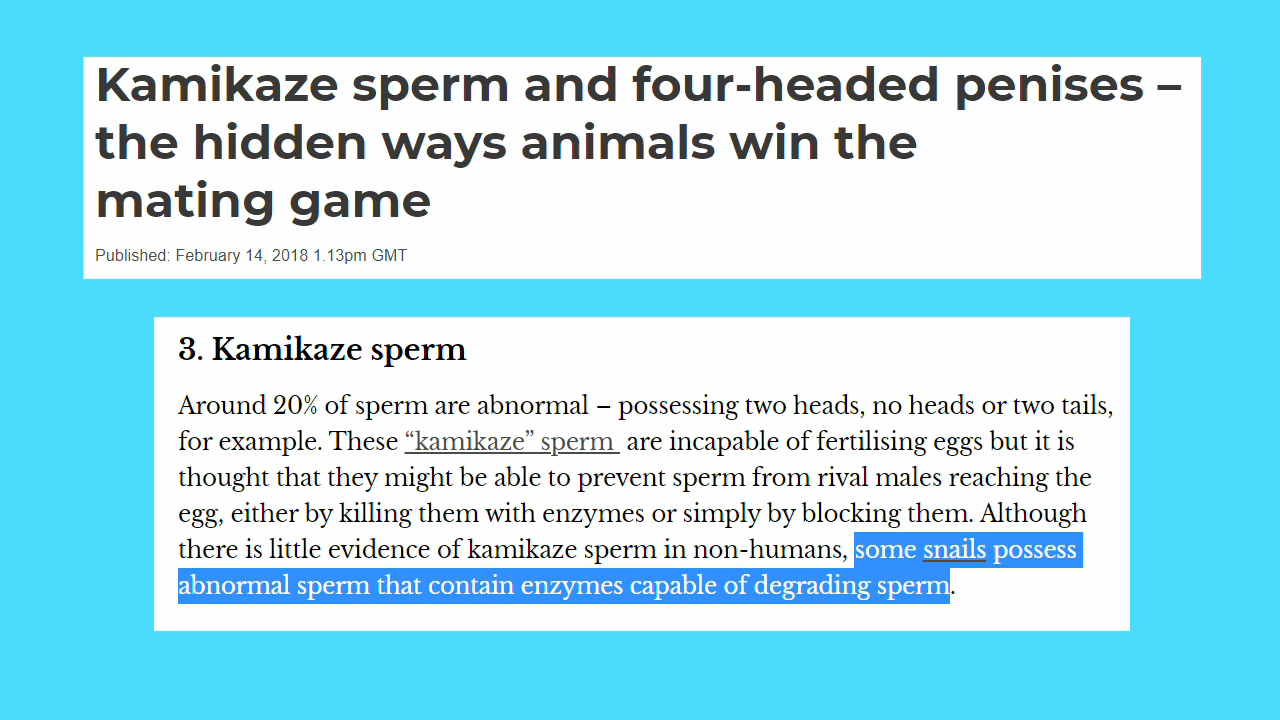 Kamikaze sperm and four-headed penises –
the hidden ways animals win the
mating game
Published: February 14, 2018 1.13pm GMT
3. Kamikaze sperm
Around 20% of sperm are abnormal – possessing two heads, no heads or two tails,
for example. These “kamikaze” sperm are incapable of fertilising eggs but it is
thought that they might be able to prevent sperm from rival males reaching the
egg, either by killing them with enzymes or simply by blocking them. Although
there is little evidence of kamikaze sperm in non-humans, some snails possess
abnormal sperm that contain enzymes capable of degrading sperm.